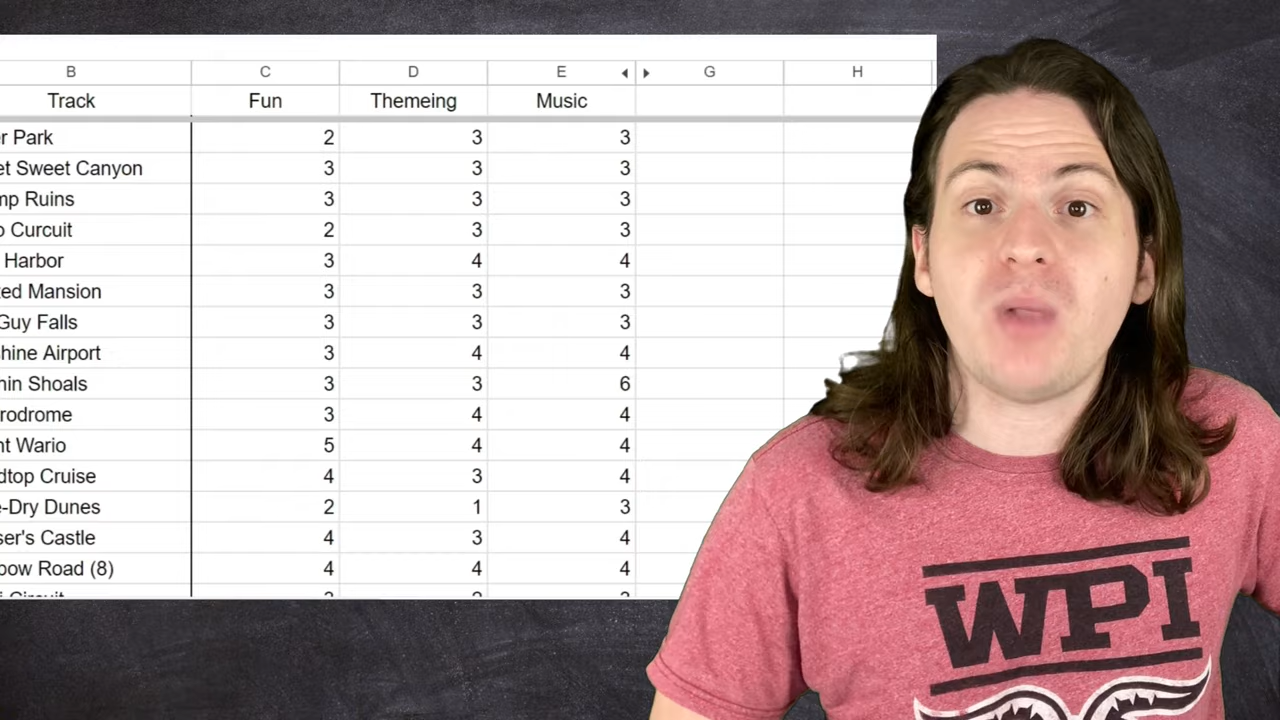 B C D E G H
Track Fun Themeing Music
r Park 2 3 3
et Sweet Canyon 3 3 3
mp Ruins 3 3 3
o Curcuit 2 3 3
Harbor 3 4 4
ted Mansion 3 3 3
Guy Falls 3 3 3
hine Airport 3 4 4
hin Shoals 3 3 6
rodrome 3 4 4
nt Wario 5 4 4
dtop Cruise 4 3 4
e-Dry Dunes 2 1 3
ser's Castle 4 3 4
bow Road (8) 4 4 4
WPI